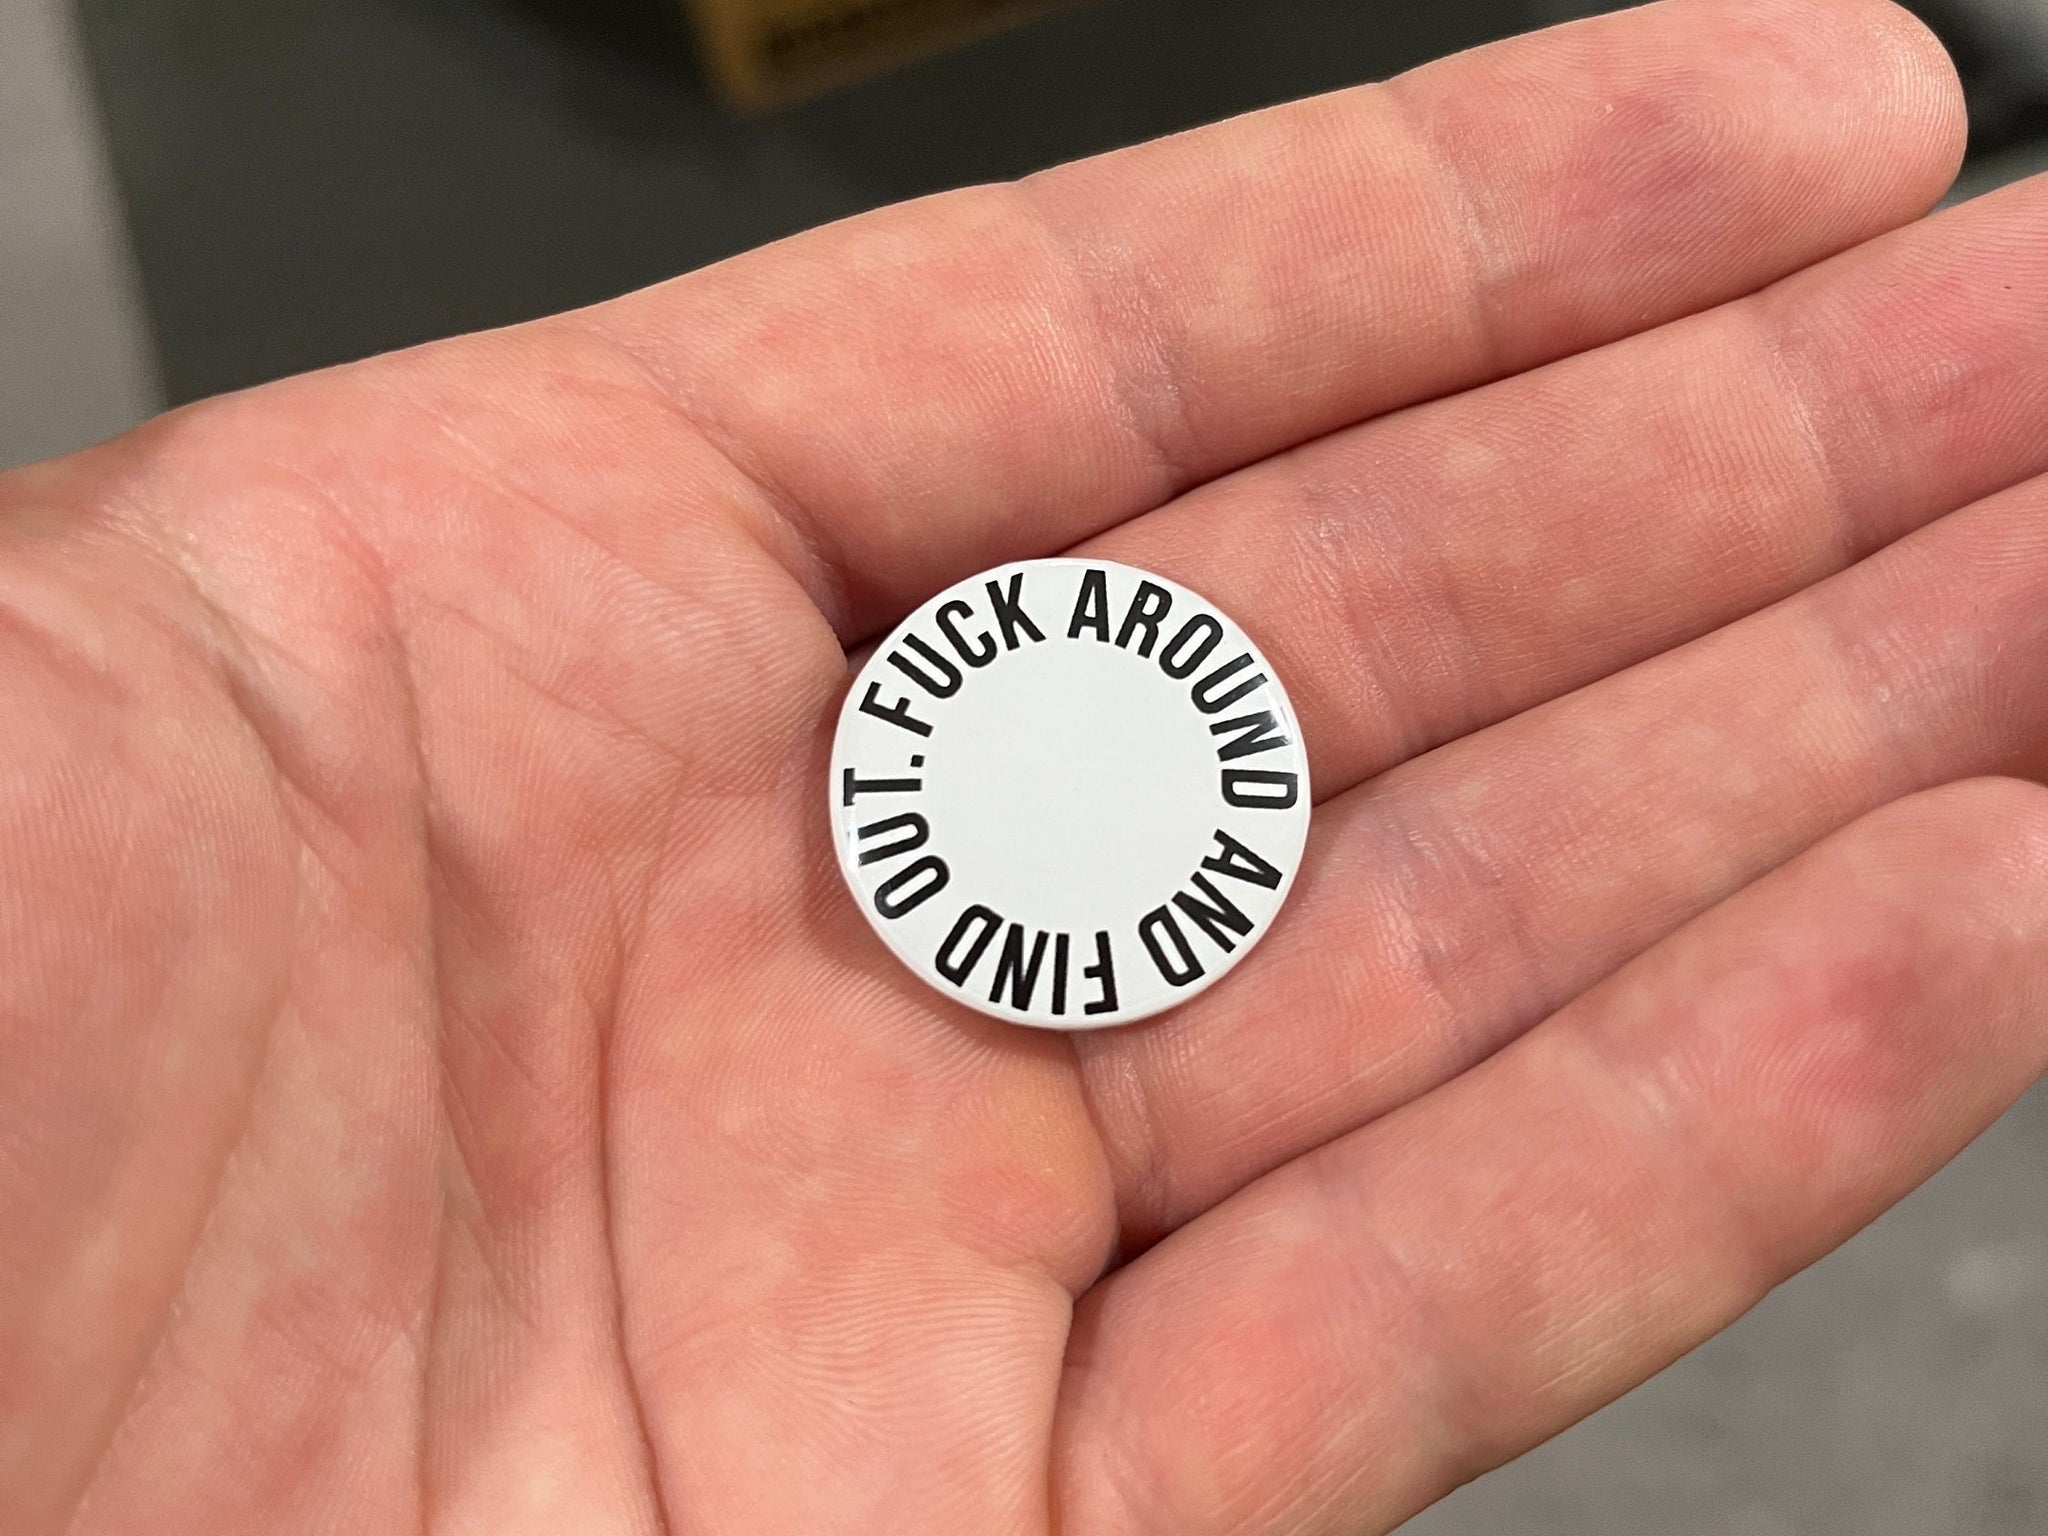 FUCK AROUND AND FIND OUT.